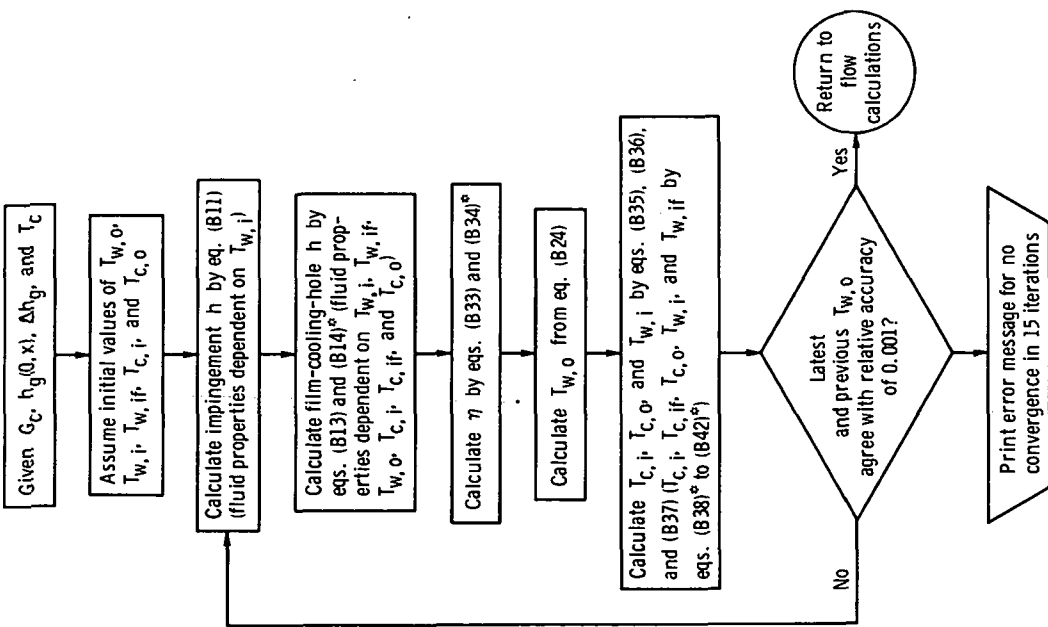 Given G_c, h_g(0,x), Δh_g, and T_c
Assume initial values of T_w,o,
T_w,i, T_w,if, T_c,i, and T_c,o
Calculate impingement h by eq. (B11)
(fluid properties dependent on T_w,i)
Calculate film-cooling-hole h by
eqs. (B13) and (B14)* (fluid prop-
erties dependent on T_w,i, T_w,if,
T_w,o, T_c,i, T_c,if, and T_c,o)
Calculate η by eqs. (B33) and (B34)*
Calculate T_w,o from eq. (B24)
Calculate T_c,i, T_c,o, and T_w,i by eqs. (B35), (B36),
and (B37) (T_c,i, T_c,if, T_c,o, T_w,i, and T_w,if by
eqs. (B38)* to (B42)*)
Latest
and previous T_w,o
agree with relative accuracy
of 0.001?
No
Yes
Return to
flow
calculations
Print error message for no
convergence in 15 iterations